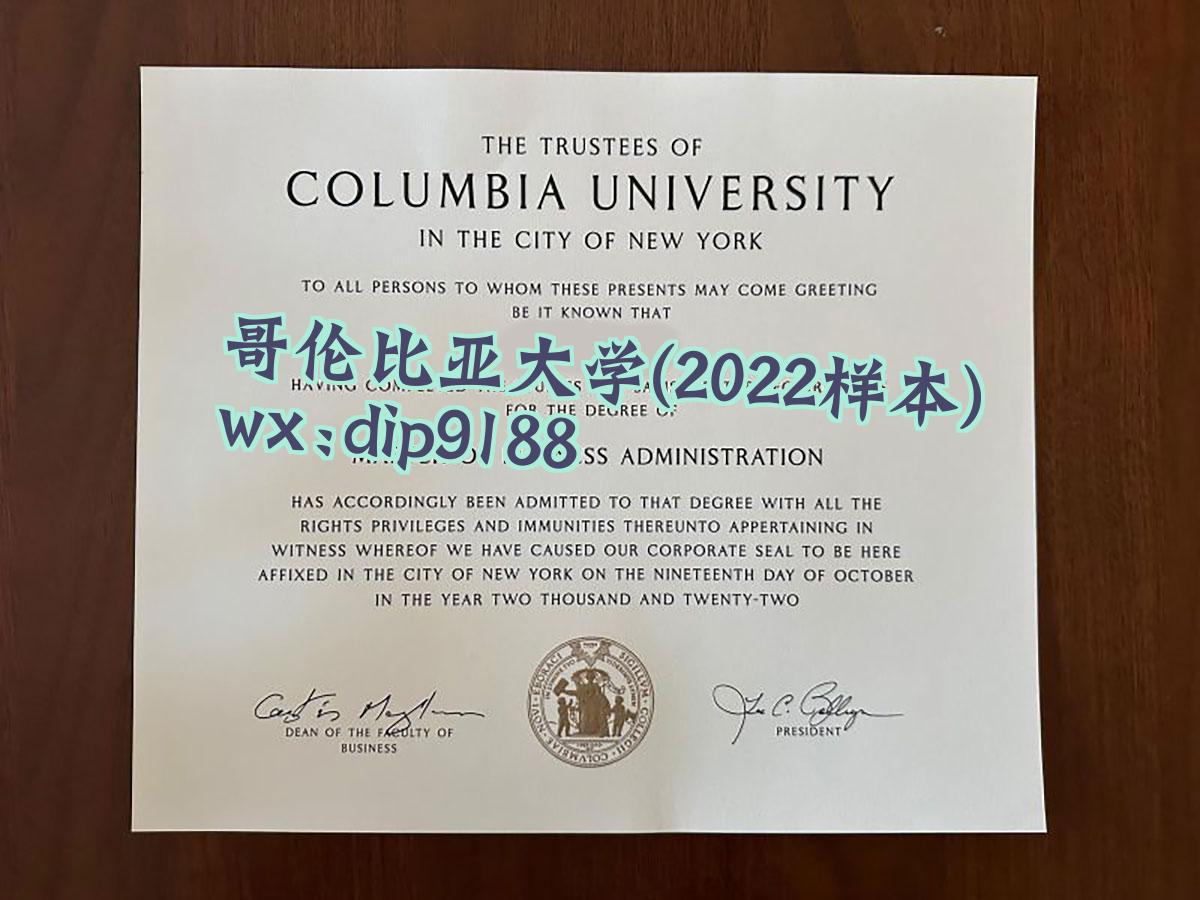 THE TRUSTEES OF
COLUMBIA UNIVERSITY
IN THE CITY OF NEW YORK
TO ALL PERSONS TO WHOM THESE PRESENTS MAY COME GREETING
BE IT KNOWN THAT
哥伦比亚大学(2022样本)
HAVING
FOR THE DEGREE OF
wx:dip9188
ADMINISTRATION
HAS ACCORDINGLY BEEN ADMITTED TO THAT DEGREE WITH ALL THE
RIGHTS PRIVILEGES AND IMMUNITIES THEREUNTO APPERTAINING IN
WITNESS WHEREOF WE HAVE CAUSED OUR CORPORATE SEAL TO BE HERE
AFFIXED IN THE CITY OF NEW YORK ON THE NINETEENTH DAY OF OCTOBER
IN THE YEAR TWO THOUSAND AND TWENTY-TWO
DEAN OF THE FACULTY OF
BUSINESS
PRESIDENT